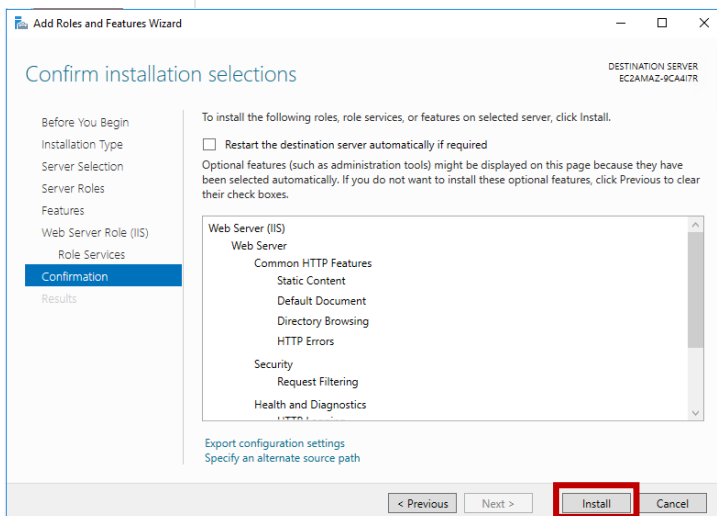 Add Roles and Features Wizard
Confirm installation selections
DESTINATION SERVER
EC2AMAZ-9CA4I7R
Before You Begin
Installation Type
Server Selection
Server Roles
Features
Web Server Role (IIS)
Role Services
Confirmation
Results
To install the following roles, role services, or features on selected server, click Install.
Restart the destination server automatically if required
Optional features (such as administration tools) might be displayed on this page because they have
been selected automatically. If you do not want to install these optional features, click Previous to clear
their check boxes.
Web Server (IIS)
Web Server
Common HTTP Features
Static Content
Default Document
Directory Browsing
HTTP Errors
Security
Request Filtering
Health and Diagnostics
Export configuration settings
Specify an alternate source path
< Previous
Next >
Install
Cancel